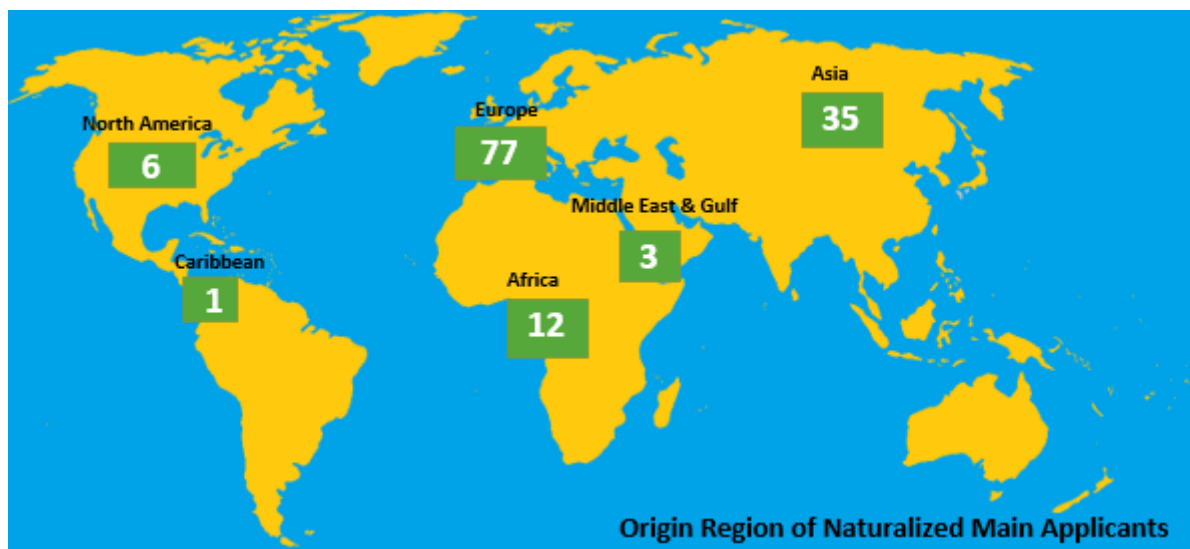 Asia
35
Europe
77
North America
6
Middle East & Gulf
3
Caribbean
1
Africa
12
Origin Region of Naturalized Main Applicants